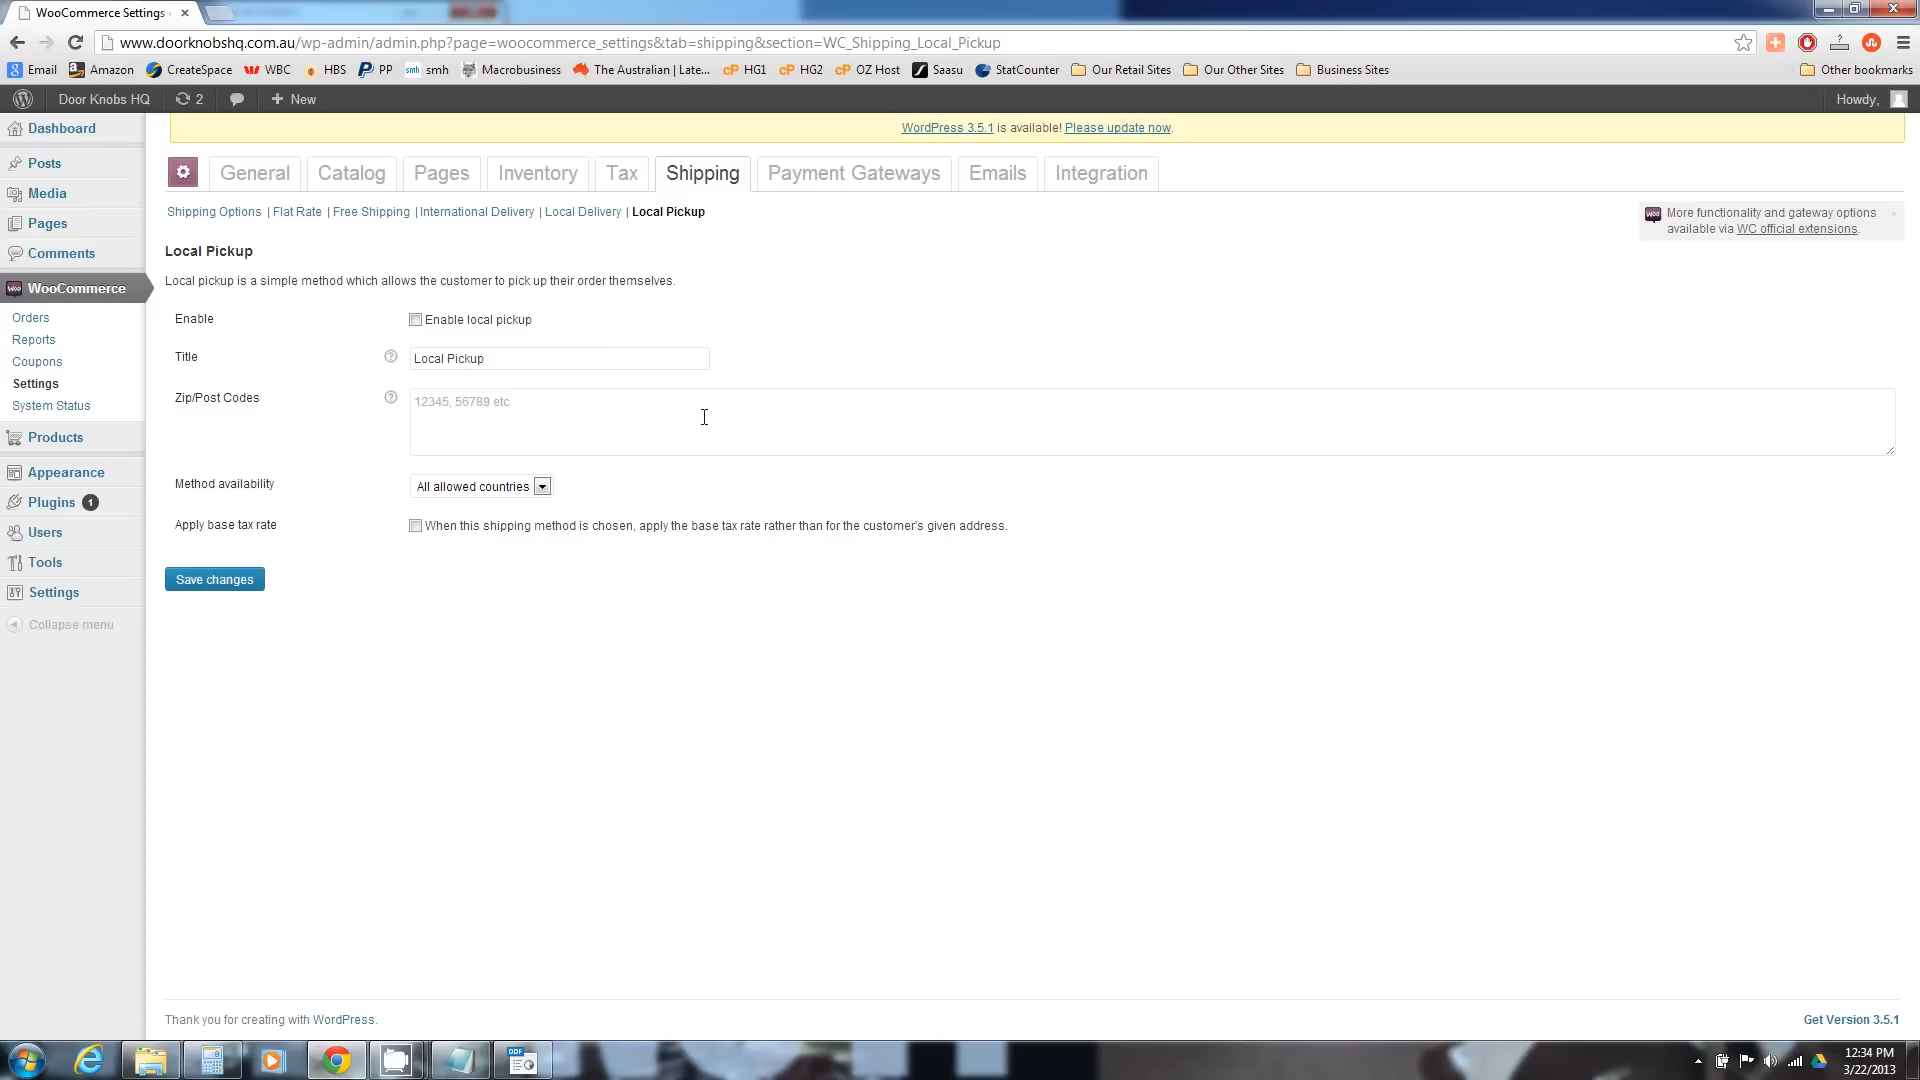 WooCommerce Settings
www.doorknobshq.com.au/wp-admin/admin.php?page=woocommerce_settings&tab=shipping&section=WC_Shipping_Local_Pickup
Email Amazon CreateSpace WBC HBS PP smh smh Macrobusiness The Australian | Late... cP HG1 cP HG2 cP OZ Host Saasu StatCounter Our Retail Sites Our Other Sites Business Sites Other bookmarks
Door Knobs HQ 2 + New Howdy,
WordPress 3.5.1 is available! Please update now.
Dashboard
Posts
Media
Pages
Comments
WooCommerce
Orders
Reports
Coupons
Settings
System Status
Products
Appearance
Plugins 1
Users
Tools
Settings
Collapse menu
General Catalog Pages Inventory Tax Shipping Payment Gateways Emails Integration
Shipping Options | Flat Rate | Free Shipping | International Delivery | Local Delivery | Local Pickup
More functionality and gateway options
available via WC official extensions.
Local Pickup
Local pickup is a simple method which allows the customer to pick up their order themselves.
Enable Enable local pickup
Title Local Pickup
Zip/Post Codes 12345, 56789 etc
Method availability All allowed countries
Apply base tax rate When this shipping method is chosen, apply the base tax rate rather than for the customer's given address.
Save changes
Thank you for creating with WordPress.
Get Version 3.5.1
ODF
12:34 PM
3/22/2013